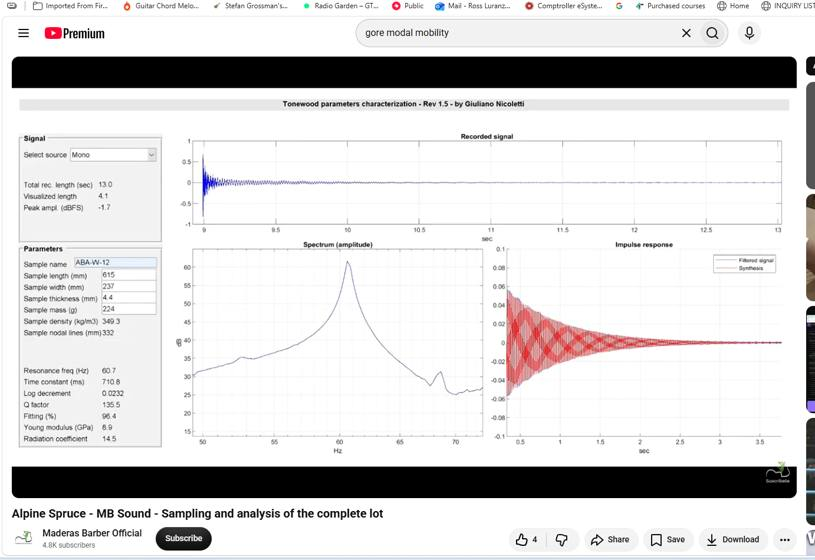 Imported From Fir...
Guitar Chord Melo...
Stefan Grossman's...
Radio Garden – GT...
Public
Mail - Ross Luranz...
Comptroller eSyste...
Purchased courses
Home
INQUIRY LIST
Premium
gore modal mobility
Tonewood parameters characterization - Rev 1.5 - by Giuliano Nicoletti
Signal
Select source Mono
Total rec. length (sec) 13.0
Visualized length 4.1
Peak ampl. (dBFS) -1.7
Parameters
Sample name ABA-W-12
Sample length (mm) 615
Sample width (mm) 237
Sample thickness (mm) 4.4
Sample mass (g) 224
Sample density (kg/m3) 349.3
Sample nodal lines (mm) 332
Resonance freq (Hz) 60.7
Time constant (ms) 710.8
Log decrement 0.0232
Q factor 135.5
Fitting (%) 96.4
Young modulus (GPa) 8.9
Radiation coefficient 14.5
Recorded signal
1
0.5
0
-0.5
-1
9 9.5 10 10.5 11 11.5 12 12.5 13
sec
Spectrum (amplitude)
60
55
50
45
40
35
30
25
20
15
dB
50 55 60 65 70
Hz
Impulse response
Filtered signal
Synthesis
0.1
0.08
0.06
0.04
0.02
0
-0.02
-0.04
-0.06
-0.08
-0.1
0.5 1 1.5 2 2.5 3 3.5
sec
Suscríbete
Alpine Spruce - MB Sound - Sampling and analysis of the complete lot
Maderas Barber Official
4.8K subscribers
Subscribe
4
Share
Save
Download